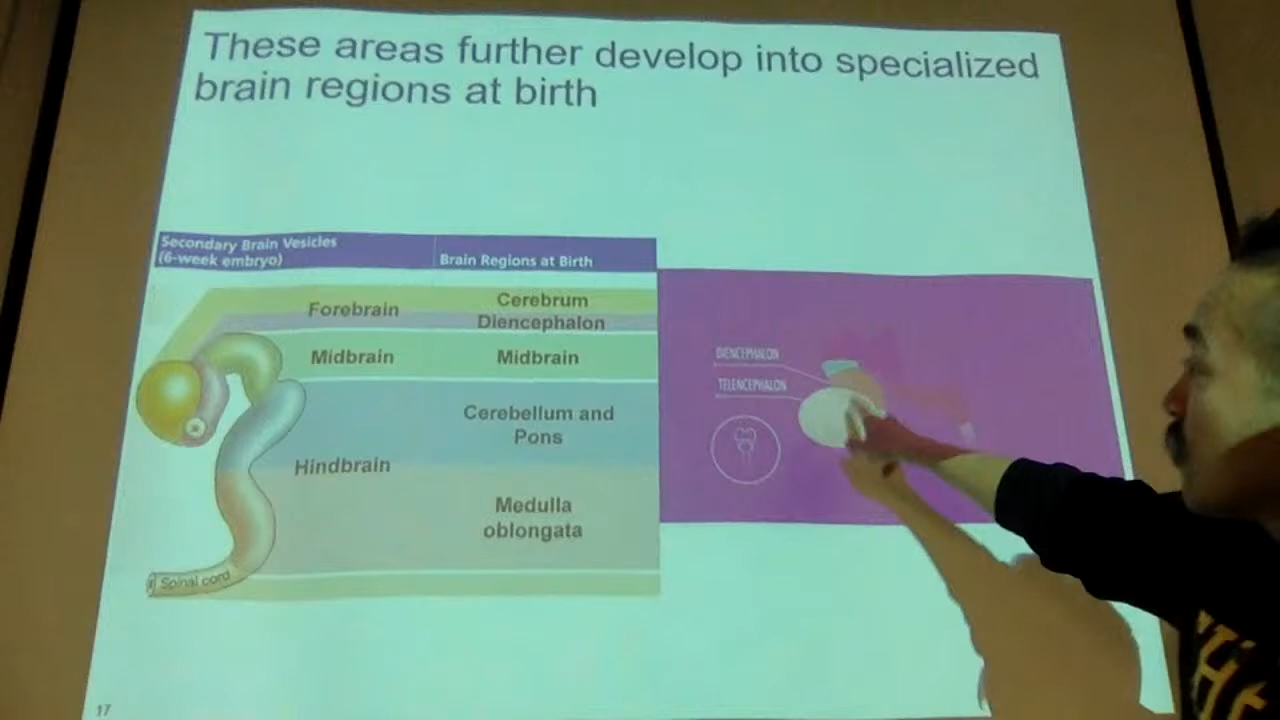 These areas further develop into specialized
brain regions at birth
Secondary Brain Vesicles
(6-week embryo)
Brain Regions at Birth
Forebrain
Cerebrum
Diencephalon
Midbrain
Midbrain
Cerebellum and
Pons
Hindbrain
Medulla
oblongata
Spinal cord
DIENCEPHALON
TELENCEPHALON
17